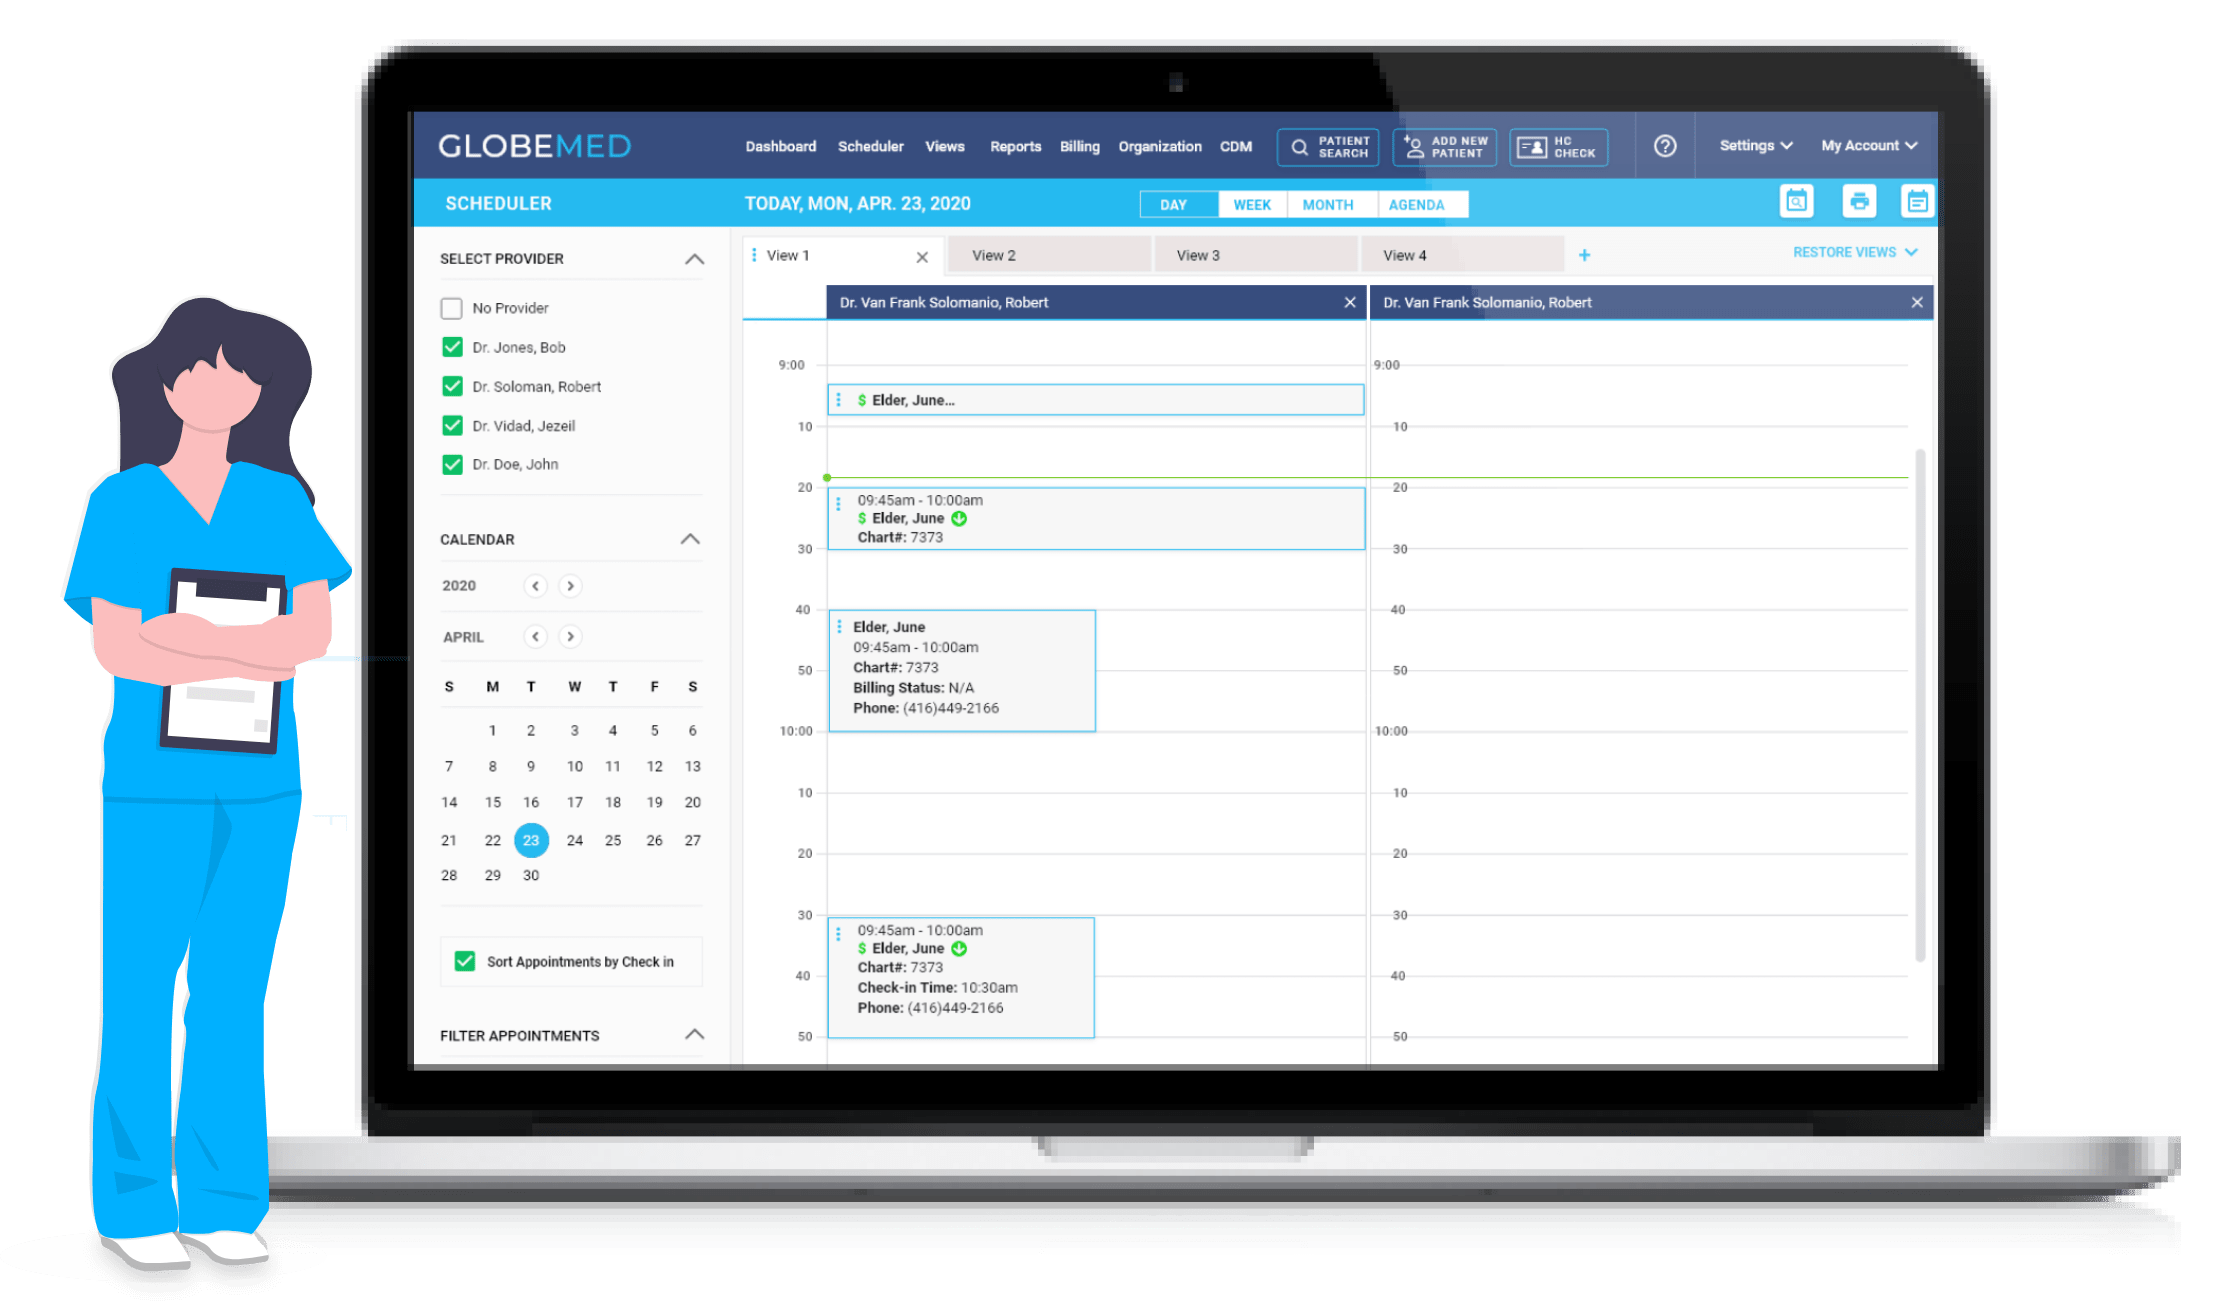 GLOBEMED
Dashboard Scheduler Views Reports Billing Organization CDM
PATIENT
SEARCH
ADD NEW
PATIENT
HC
CHECK
Settings My Account
SCHEDULER
TODAY, MON, APR. 23, 2020
DAY WEEK MONTH AGENDA
SELECT PROVIDER
No Provider
Dr. Jones, Bob
Dr. Soloman, Robert
Dr. Vidad, Jezeil
Dr. Doe, John
CALENDAR
2020
APRIL
S M T W T F S
1 2 3 4 5 6
7 8 9 10 11 12 13
14 15 16 17 18 19 20
21 22 23 24 25 26 27
28 29 30
Sort Appointments by Check in
FILTER APPOINTMENTS
View 1 View 2 View 3 View 4 +
RESTORE VIEWS
Dr. Van Frank Solomanio, Robert
Dr. Van Frank Solomanio, Robert
9:00 9:00
$ Elder, June...
10 10
20 20
09:45am - 10:00am
$ Elder, June
Chart#: 7373
30 30
40 40
Elder, June
09:45am - 10:00am
Chart#: 7373
50 50
Billing Status: N/A
Phone: (416)449-2166
10:00 10:00
10 10
20 20
30 30
09:45am - 10:00am
$ Elder, June
Chart#: 7373
40 40
Check-in Time: 10:30am
Phone: (416)449-2166
50 50